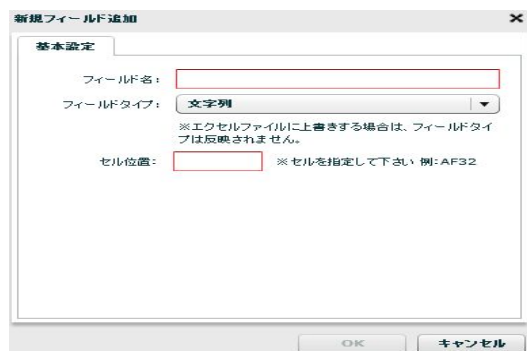 新規フィールド追加
基本設定
フィールド名:
フィールドタイプ: 文字列
※エクセルファイルに上書きする場合は、フィールドタイ
プは反映されません。
セル位置: ※セルを指定して下さい 例:AF32
OK キャンセル